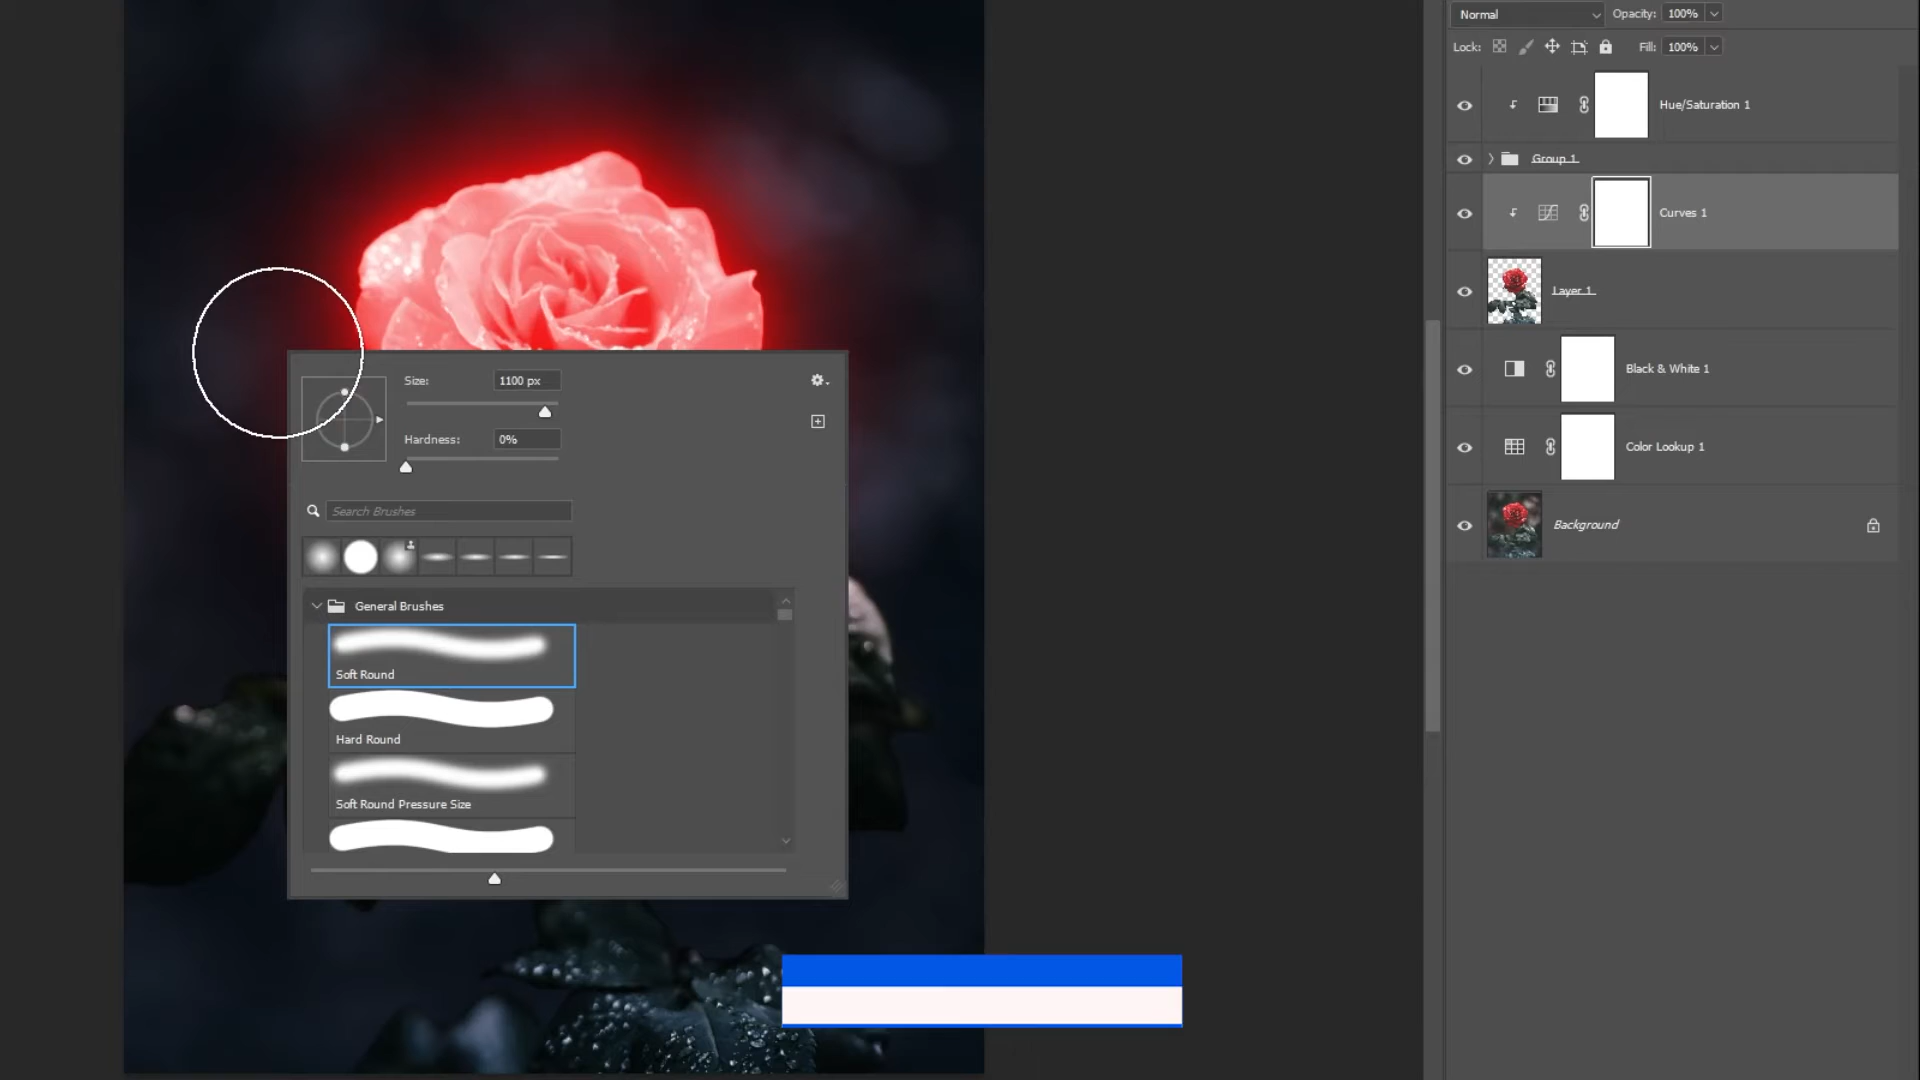 Normal
Opacity: 100%
Lock:
Fill: 100%
Hue/Saturation 1
Group 1
Curves 1
Layer 1
Black & White 1
Color Lookup 1
Background
Size: 1100 px
Hardness: 0%
Search Brushes
General Brushes
Soft Round
Hard Round
Soft Round Pressure Size